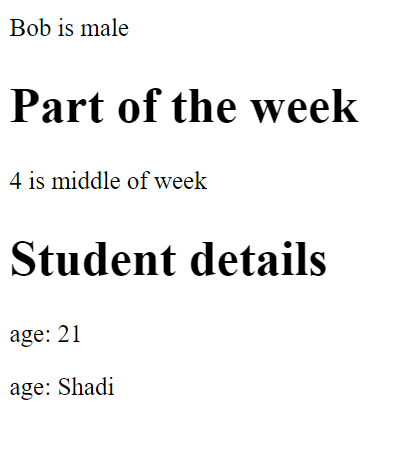 Bob is male
Part of the week
4 is middle of week
Student details
age: 21
age: Shadi